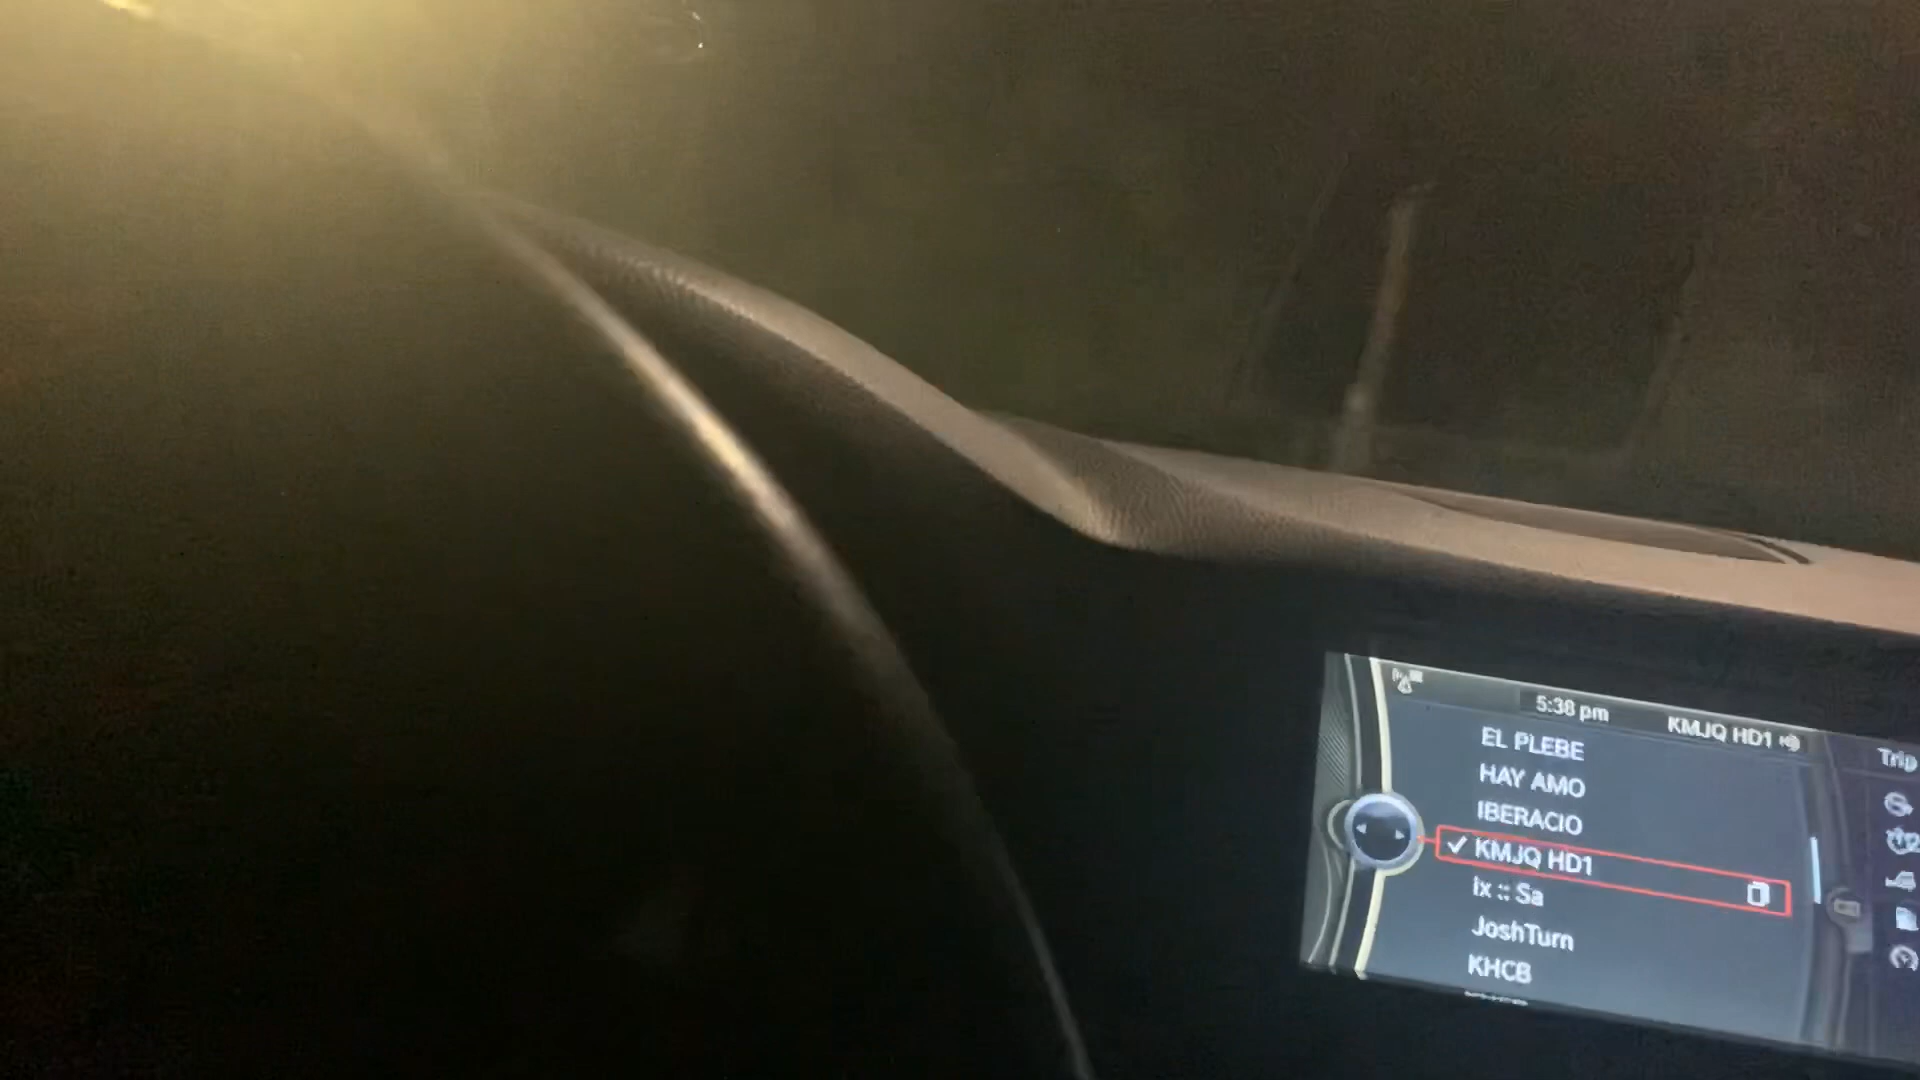 5:38 pm
KMJQ HD1
Trip
EL PLEBE
HAY AMO
IBERACIO
✓ KMJQ HD1
Ix :: Sa
JoshTurn
KHCB